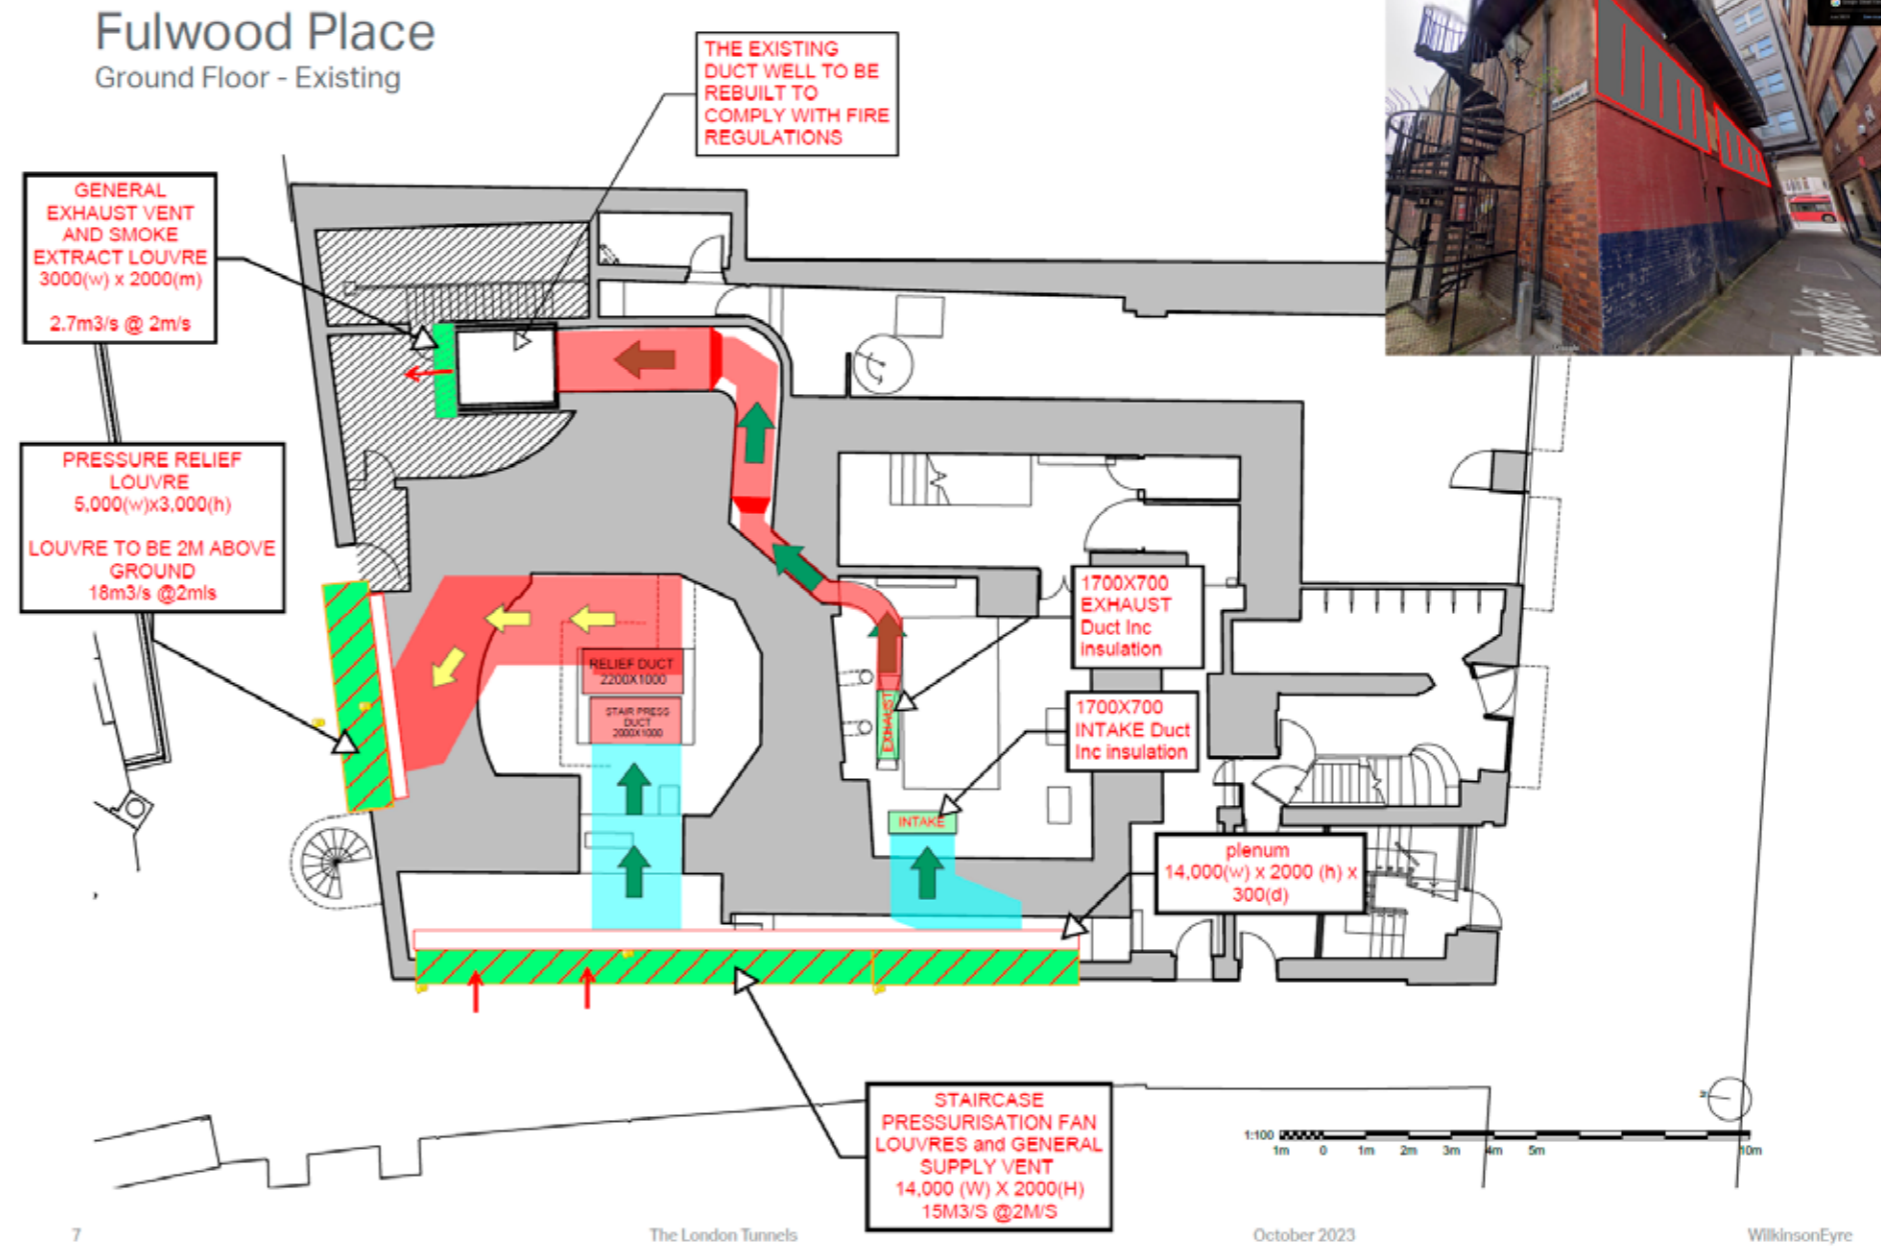 Fulwood Place
Ground Floor - Existing
THE EXISTING
DUCT WELL TO BE
REBUILT TO
COMPLY WITH FIRE
REGULATIONS
GENERAL
EXHAUST VENT
AND SMOKE
EXTRACT LOUVRE
3000(w) x 2000(m)
2.7m3/s @ 2m/s
PRESSURE RELIEF
LOUVRE
5,000(w)x3,000(h)
LOUVRE TO BE 2M ABOVE
GROUND
18m3/s @2mls
RELIEF DUCT
2200X1000
STAIR PRESS
DUCT
2000X1000
EXHAUST
INTAKE
1700X700
EXHAUST
Duct Inc
insulation
1700X700
INTAKE Duct
Inc insulation
plenum
14,000(w) x 2000 (h) x
300(d)
STAIRCASE
PRESSURISATION FAN
LOUVRES and GENERAL
SUPPLY VENT
14,000 (W) X 2000(H)
15M3/S @2M/S
N
1:100
1m 0 1m 2m 3m 4m 5m 10m
7
The London Tunnels
October 2023
WilkinsonEyre